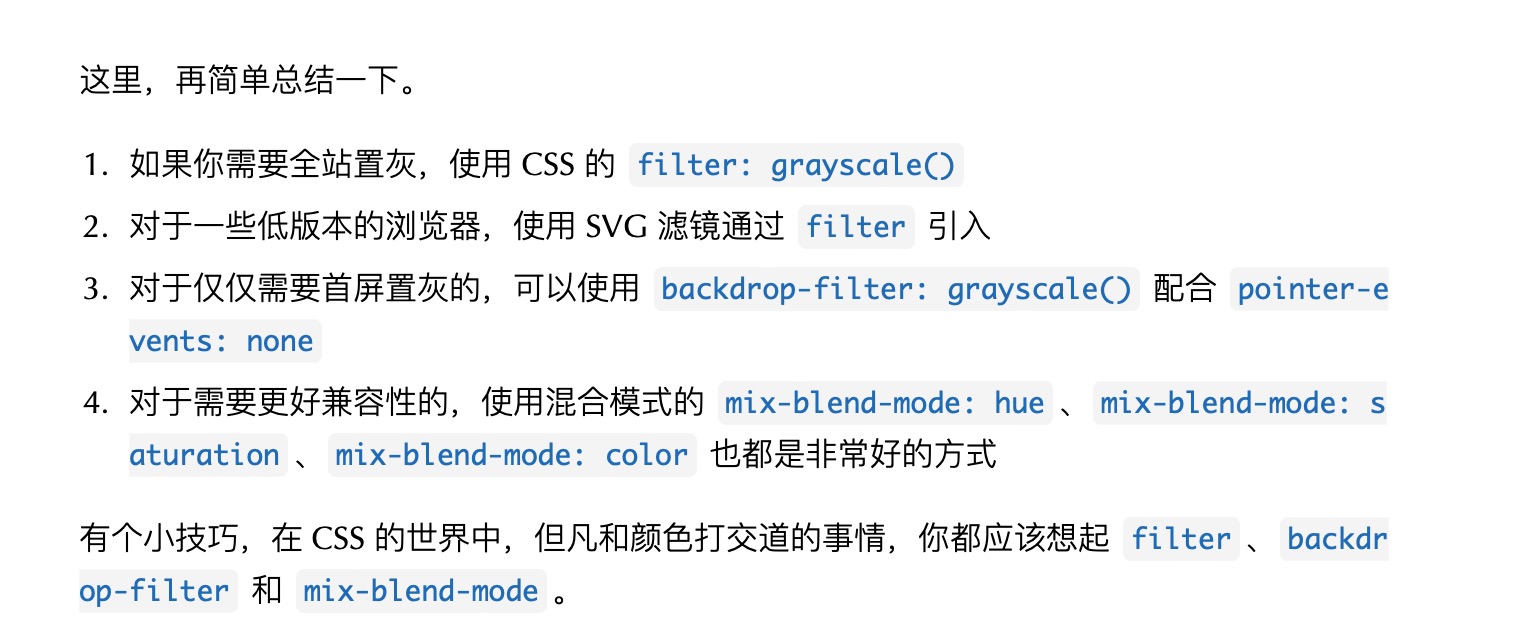 这里，再简单总结一下。
1. 如果你需要全站置灰，使用 CSS 的 filter: grayscale()
2. 对于一些低版本的浏览器，使用 SVG 滤镜通过 filter 引入
3. 对于仅仅需要首屏置灰的，可以使用 backdrop-filter: grayscale() 配合 pointer-e
vents: none
4. 对于需要更好兼容性的，使用混合模式的 mix-blend-mode: hue 、 mix-blend-mode: s
aturation 、 mix-blend-mode: color 也都是非常好的方式
有个小技巧，在 CSS 的世界中，但凡和颜色打交道的事情，你都应该想起 filter 、 backdr
op-filter 和 mix-blend-mode 。